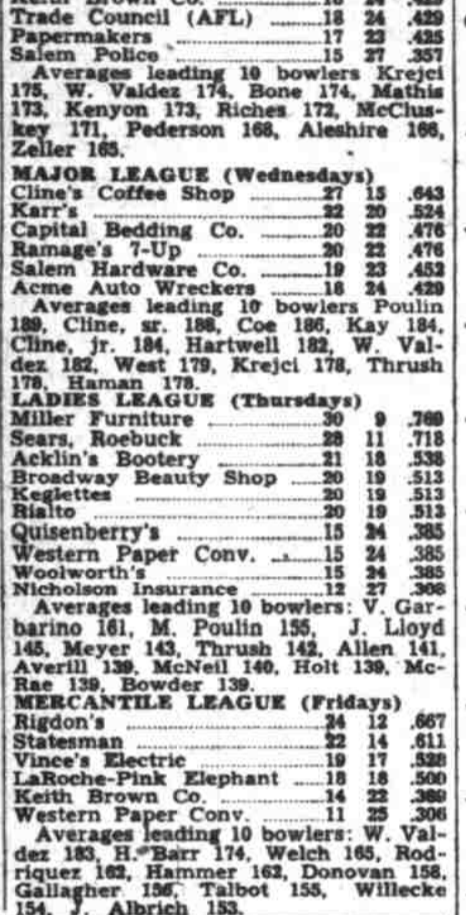 Keith Brown Co. 18 24 .429
Trade Council (AFL) 18 24 .429
Papermakers 17 23 .425
Salem Police 15 27 .357
Averages leading 10 bowlers Krejci
175, W. Valdez 174, Bone 174, Mathis
173, Kenyon 173, Riches 172, McClus-
key 171, Pederson 168, Aleshire 166,
Zeller 165.
MAJOR LEAGUE (Wednesdays)
Cline's Coffee Shop 27 15 .643
Karr's 22 20 .524
Capital Bedding Co. 20 22 .476
Ramage's 7-Up 20 22 .476
Salem Hardware Co. 19 23 .452
Acme Auto Wreckers 18 24 .429
Averages leading 10 bowlers Poulin
189, Cline, sr. 188, Coe 186, Kay 184,
Cline, jr. 184, Hartwell 182, W. Val-
dez 182, West 179, Krejci 178, Thrush
178, Haman 178.
LADIES LEAGUE (Thursdays)
Miller Furniture 30 9 .769
Sears, Roebuck 28 11 .718
Acklin's Bootery 21 18 .538
Broadway Beauty Shop 20 19 .513
Keglettes 20 19 .513
Rialto 20 19 .513
Quisenberry's 15 24 .385
Western Paper Conv. 15 24 .385
Woolworth's 15 24 .385
Nicholson Insurance 12 27 .308
Averages leading 10 bowlers: V. Gar-
barino 161, M. Poulin 155, J. Lloyd
145, Meyer 143, Thrush 142, Allen 141,
Averill 139, McNeil 140, Holt 139, Mc-
Rae 139, Bowder 139.
MERCANTILE LEAGUE (Fridays)
Rigdon's 24 12 .667
Statesman 22 14 .611
Vince's Electric 19 17 .528
LaRoche-Pink Elephant 18 18 .500
Keith Brown Co. 14 22 .389
Western Paper Conv. 11 25 .306
Averages leading 10 bowlers: W. Val-
dez 183, H. Barr 174, Welch 165, Rod-
riquez 162, Hammer 162, Donovan 158,
Gallagher 156, Talbot 155, Willecke
154, J. Albrich 153.